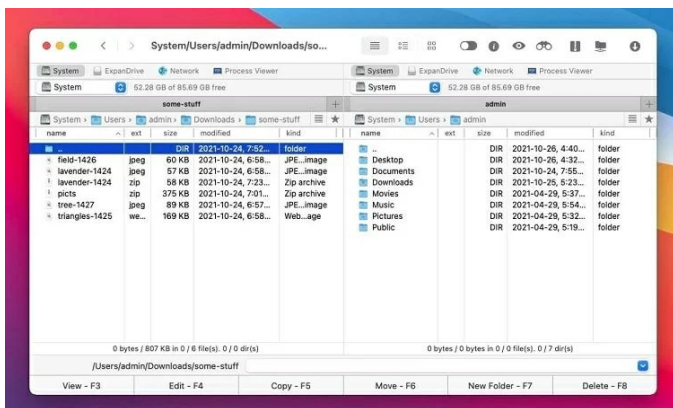 System/Users/admin/Downloads/so...
System ExpanDrive Network Process Viewer
System ExpanDrive Network Process Viewer
System 52.28 GB of 85.69 GB free
System 52.28 GB of 85.69 GB free
some-stuff +
admin +
System › Users › admin › Downloads › some-stuff
System › Users › admin
name ext size modified kind
.. DIR 2021-10-24, 7:52... folder
field-1426 jpeg 60 KB 2021-10-24, 6:58... JPE...image
lavender-1424 jpeg 57 KB 2021-10-24, 6:58... JPE...image
lavender-1424 zip 58 KB 2021-10-24, 7:23... Zip archive
picts zip 375 KB 2021-10-24, 7:01... Zip archive
tree-1427 jpeg 89 KB 2021-10-24, 6:57... JPE...image
triangles-1425 we... 169 KB 2021-10-24, 6:58... Web...age
name ext size modified kind
.. DIR 2021-10-26, 4:40... folder
Desktop DIR 2021-10-26, 4:32... folder
Documents DIR 2021-10-24, 7:55... folder
Downloads DIR 2021-10-25, 5:23... folder
Movies DIR 2021-04-29, 5:37... folder
Music DIR 2021-04-29, 5:54... folder
Pictures DIR 2021-04-29, 5:32... folder
Public DIR 2021-04-29, 5:19... folder
0 bytes / 807 KB in 0 / 6 file(s). 0 / 0 dir(s)
0 bytes / 0 bytes in 0 / 0 file(s). 0 / 7 dir(s)
/Users/admin/Downloads/some-stuff
View - F3 Edit - F4 Copy - F5 Move - F6 New Folder - F7 Delete - F8